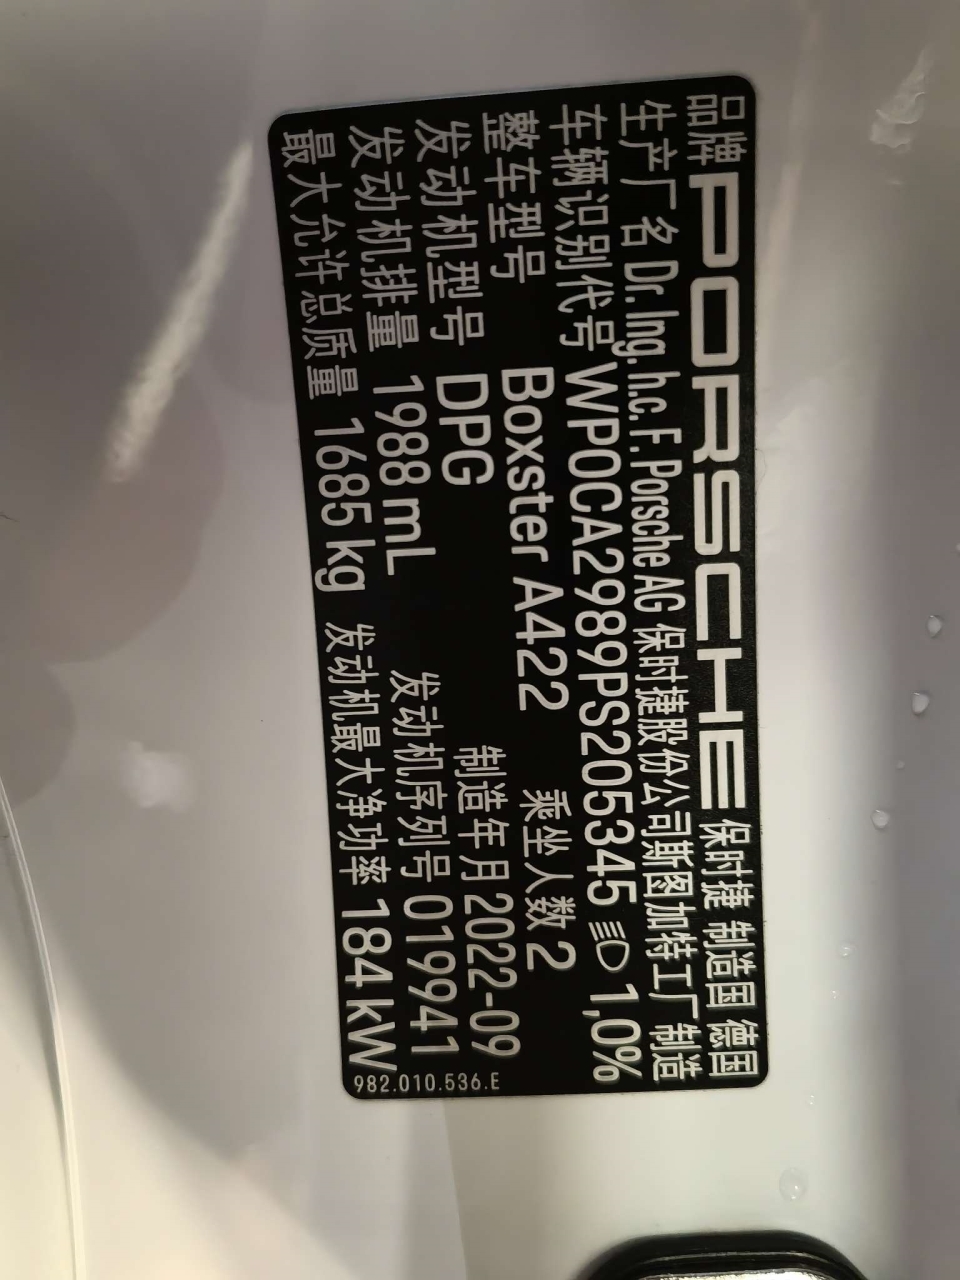 品牌 PORSCHE 保时捷 制造国 德国
生产厂名 Dr. Ing. h.c. F. Porsche AG 保时捷股份公司斯图加特工厂制造
车辆识别代号 WP0CA2989PS205345 1,0%
整车型号 Boxster A422 乘坐人数 2
发动机型号 DPG 制造年月 2022-09
发动机排量 1988 mL 发动机序列号 019941
最大允许总质量 1685 kg 发动机最大净功率 184 kW
982.010.536.E